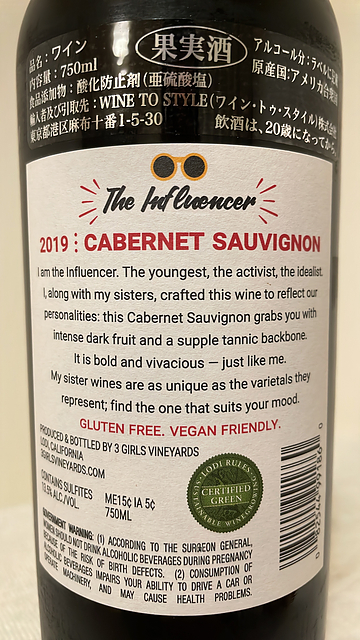 品名：ワイン
果実酒
アルコール分：ラベルに
内容量：750ml
原産国：アメリカ合衆
食品添加物：酸化防止剤（亜硫酸塩）
輸入者及び引取先：WINE TO STYLE（ワイン・トゥ・スタイル）株式会
東京都港区麻布十番1-5-30
飲酒は、20歳になってから
The Influencer
2019 : CABERNET SAUVIGNON
I am the Influencer. The youngest, the activist, the idealist.
I, along with my sisters, crafted this wine to reflect our
personalities: this Cabernet Sauvignon grabs you with
intense dark fruit and a supple tannic backbone.
It is bold and vivacious — just like me.
My sister wines are as unique as the varietals they
represent; find the one that suits your mood.
GLUTEN FREE. VEGAN FRIENDLY.
PRODUCED & BOTTLED BY 3 GIRLS VINEYARDS
LODI, CALIFORNIA
3GIRLSVINEYARDS.COM
CONTAINS SULFITES
ALC./VOL.
ME15¢ IA 5¢
750ML
LODI RULES
CERTIFIED
GREEN
SUSTAINABLE WINEGROWING
GOVERNMENT WARNING: (1) ACCORDING TO THE SURGEON GENERAL,
WOMEN SHOULD NOT DRINK ALCOHOLIC BEVERAGES DURING PREGNANCY
BECAUSE OF THE RISK OF BIRTH DEFECTS. (2) CONSUMPTION OF
ALCOHOLIC BEVERAGES IMPAIRS YOUR ABILITY TO DRIVE A CAR OR
OPERATE MACHINERY, AND MAY CAUSE HEALTH PROBLEMS.